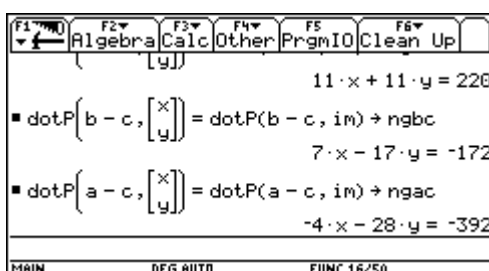 F1 F2 F3 F4 F5 F6
Algebra Calc Other PrgmIO Clean Up
[y])
11·x + 11·y = 220
▪ dotP(b - c, [x y]) = dotP(b - c, im) → ngbc
7·x - 17·y = -172
▪ dotP(a - c, [x y]) = dotP(a - c, im) → ngac
-4·x - 28·y = -392
MAIN DEG AUTO FUNC 16/50